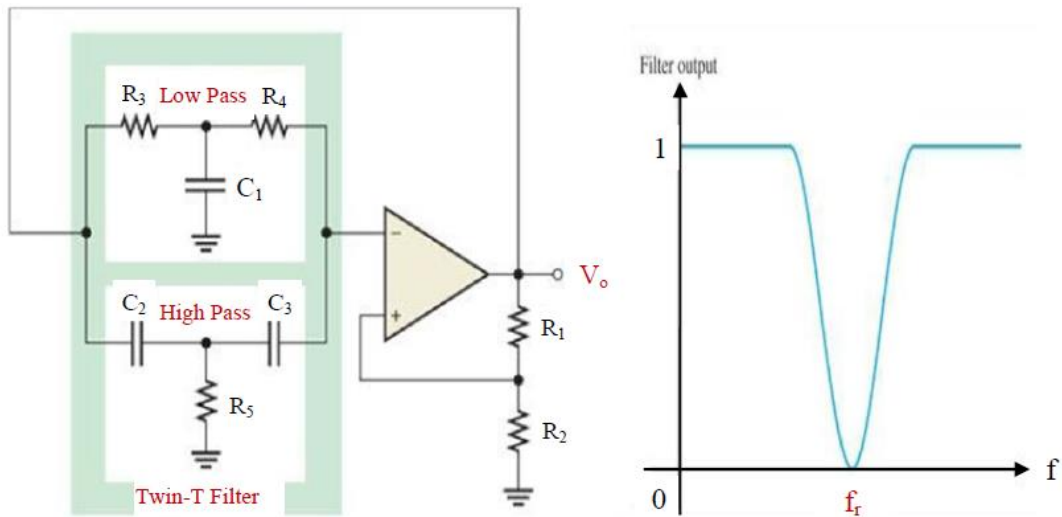 R₃ Low Pass R₄
C₁
−
Vₒ
C₂ High Pass C₃
+
R₁
R₅
R₂
Twin-T Filter
Filter output
1
0
fᵣ
f